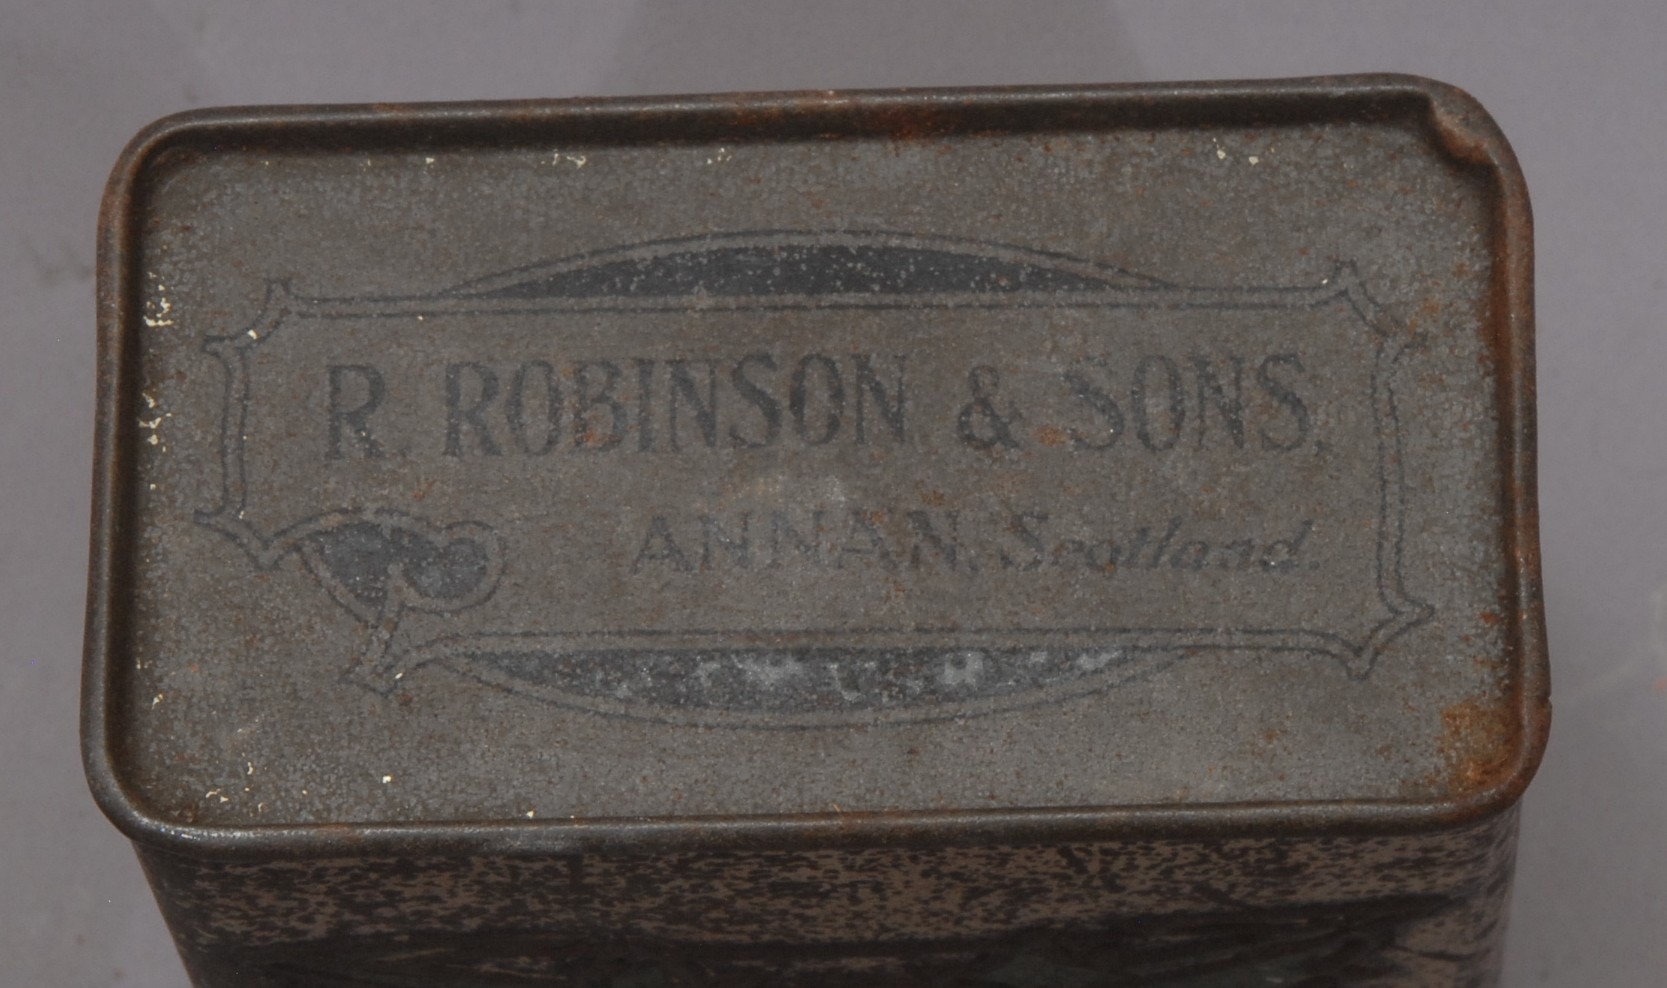 R. ROBINSON & SONS.
ANNAN, Scotland.